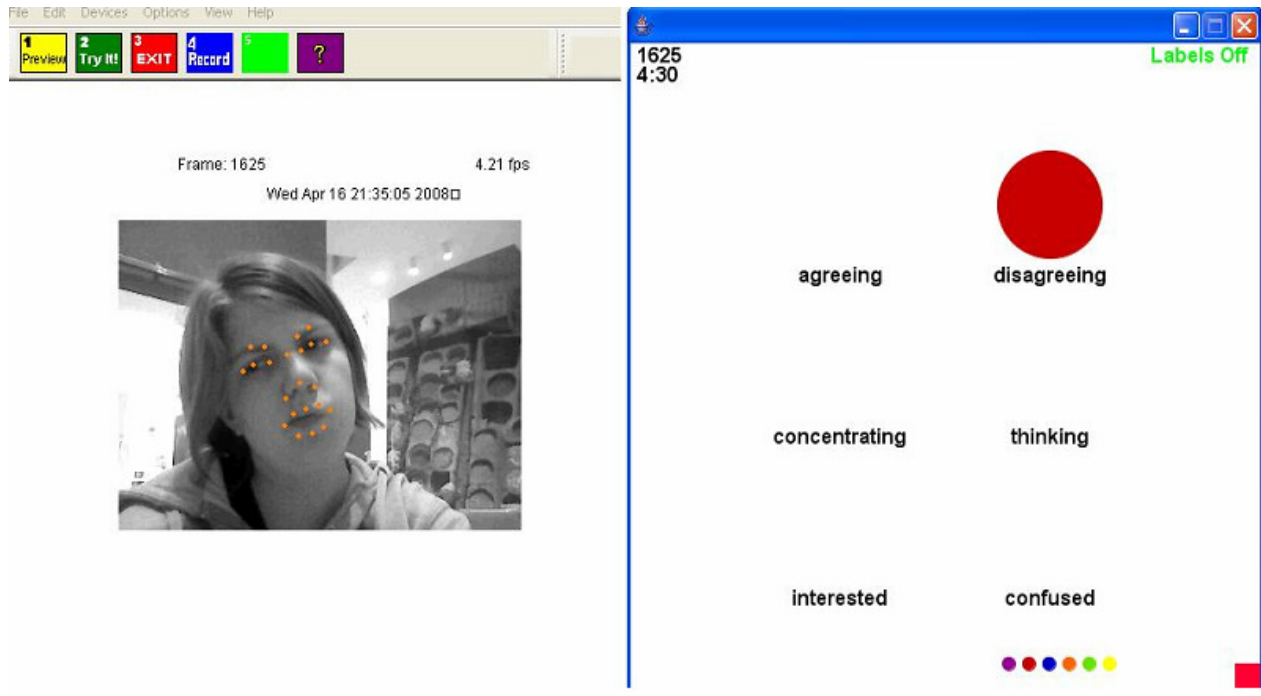 File Edit Devices Options View Help
1 Preview
2 Try It!
3 EXIT
4 Record
5
?
Frame: 1625 4.21 fps
Wed Apr 16 21:35:05 2008□
1625
4:30
Labels Off
agreeing disagreeing
concentrating thinking
interested confused